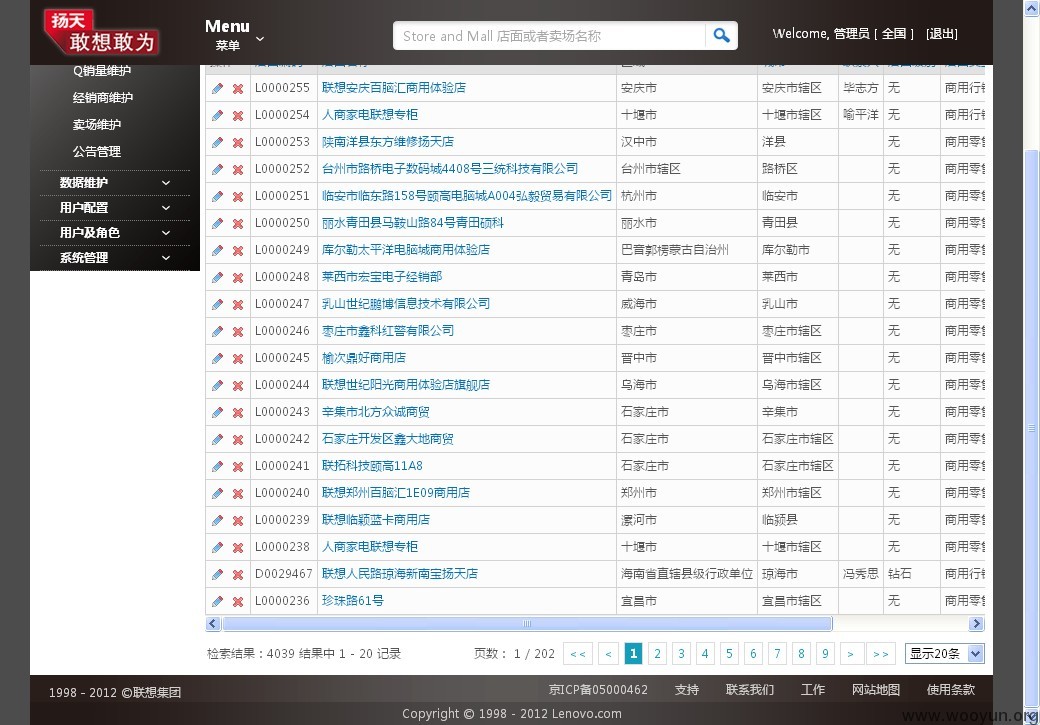 扬天
敢想敢为
Menu
菜单
Store and Mall 店面或者卖场名称
Welcome, 管理员 [ 全国 ] [退出]
Q销量维护
经销商维护
卖场维护
公告管理
数据维护
用户配置
用户及角色
系统管理
L0000255 联想安庆百脑汇商用体验店 安庆市 安庆市辖区 毕志方 无 商用行
L0000254 人商家电联想专柜 十堰市 十堰市辖区 喻平洋 无 商用行
L0000253 陕南洋县东方维修扬天店 汉中市 洋县 无 商用零
L0000252 台州市路桥电子数码城4408号三统科技有限公司 台州市辖区 路桥区 无 商用零
L0000251 临安市临东路158号颐高电脑城A004弘毅贸易有限公司 杭州市 临安市 无 商用零
L0000250 丽水青田县马鞍山路84号青田硕科 丽水市 青田县 无 商用零
L0000249 库尔勒太平洋电脑城商用体验店 巴音郭楞蒙古自治州 库尔勒市 无 商用零
L0000248 莱西市宏宝电子经销部 青岛市 莱西市 无 商用零
L0000247 乳山世纪鹏博信息技术有限公司 威海市 乳山市 无 商用零
L0000246 枣庄市鑫科红警有限公司 枣庄市 枣庄市辖区 无 商用零
L0000245 榆次鼎好商用店 晋中市 晋中市辖区 无 商用零
L0000244 联想世纪阳光商用体验店旗舰店 乌海市 乌海市辖区 无 商用零
L0000243 辛集市北方众诚商贸 石家庄市 辛集市 无 商用零
L0000242 石家庄开发区鑫大地商贸 石家庄市 石家庄市辖区 无 商用零
L0000241 联拓科技颐高11A8 石家庄市 石家庄市辖区 无 商用零
L0000240 联想郑州百脑汇1E09商用店 郑州市 郑州市辖区 无 商用零
L0000239 联想临颍蓝卡商用店 漯河市 临颍县 无 商用零
L0000238 人商家电联想专柜 十堰市 十堰市辖区 无 商用零
D0029467 联想人民路琼海新南宝扬天店 海南省直辖县级行政单位 琼海市 冯秀思 钻石 商用行
L0000236 珍珠路61号 宜昌市 宜昌市辖区 无 商用零
检索结果：4039 结果中 1 - 20 记录 页数： 1 / 202 << < 1 2 3 4 5 6 7 8 9 > >> 显示20条
1998 - 2012 ©联想集团 京ICP备05000462 支持 联系我们 工作 网站地图 使用条款
Copyright © 1998 - 2012 Lenovo.com
www.wooyun.org